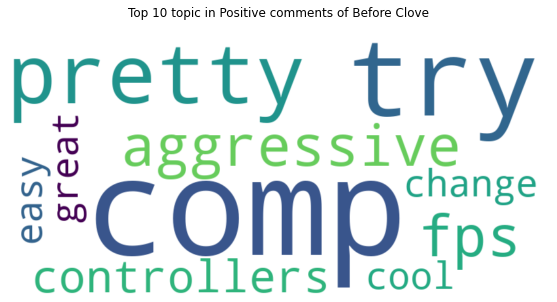 Top 10 topic in Positive comments of Before Clove
pretty try
aggressive
great
easy
comp
change
fps
controllers
cool